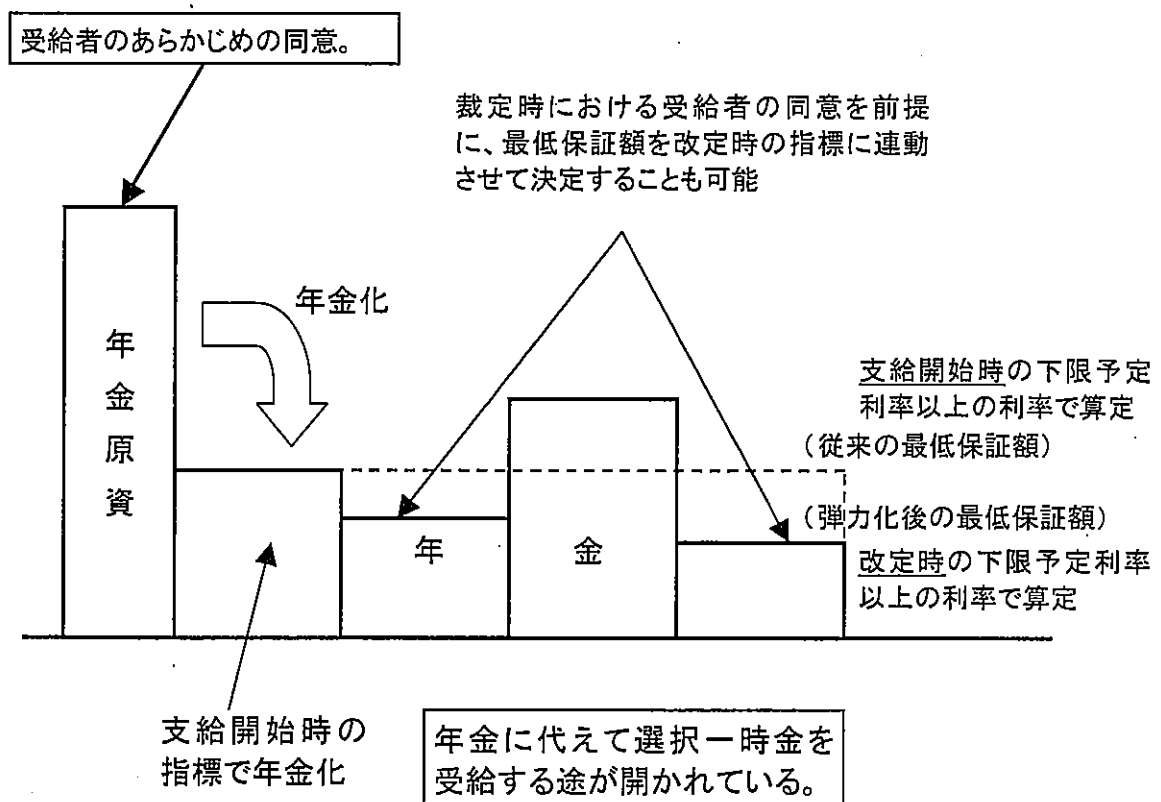 受給者のあらかじめの同意。
裁定時における受給者の同意を前提
に、最低保証額を改定時の指標に連動
させて決定することも可能
年金化
年金原資
支給開始時の下限予定
利率以上の利率で算定
(従来の最低保証額)
(弾力化後の最低保証額)
年
金
改定時の下限予定利率
以上の利率で算定
支給開始時の
指標で年金化
年金に代えて選択一時金を
受給する途が開かれている。